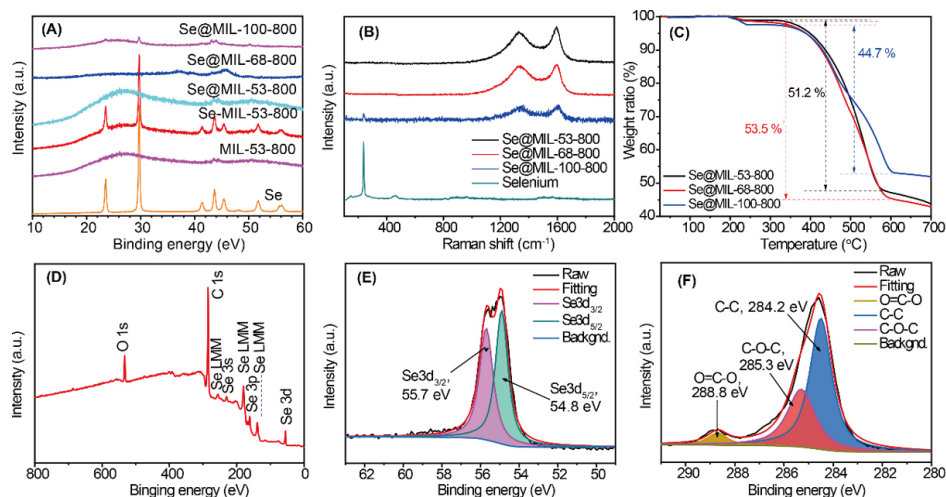 (A)
Se@MIL-100-800
Se@MIL-68-800
Se@MIL-53-800
Se-MIL-53-800
MIL-53-800
Se
Intensity (a.u.)
10 20 30 40 50 60
Binding energy (eV)
(B)
Se@MIL-53-800
Se@MIL-68-800
Se@MIL-100-800
Selenium
Intensity (a.u.)
0 400 800 1200 1600 2000
Raman shift (cm⁻¹)
(C)
100
90
80
70
60
50
40
Weight ratio (%)
44.7 %
51.2 %
53.5 %
Se@MIL-53-800
Se@MIL-68-800
Se@MIL-100-800
100 200 300 400 500 600 700
Temperature (°C)
(D)
O 1s
C 1s
Se LMM
Se 3s
Se LMM
Se 3p
Se LMM
Se 3d
Intensity (a.u.)
800 600 400 200 0
Binging energy (eV)
(E)
Raw
Fitting
Se3d3/2
Se3d5/2
Backgnd.
Se3d3/2,
55.7 eV
Se3d5/2,
54.8 eV
Intensity (a.u.)
62 60 58 56 54 52 50
Binding energy (eV)
(F)
Raw
Fitting
O=C-O
C-C
C-O-C
Backgnd.
C-C, 284.2 eV
C-O-C,
285.3 eV
O=C-O,
288.8 eV
Intensity (a.u.)
290 288 286 284 282 280
Binding energy (eV)